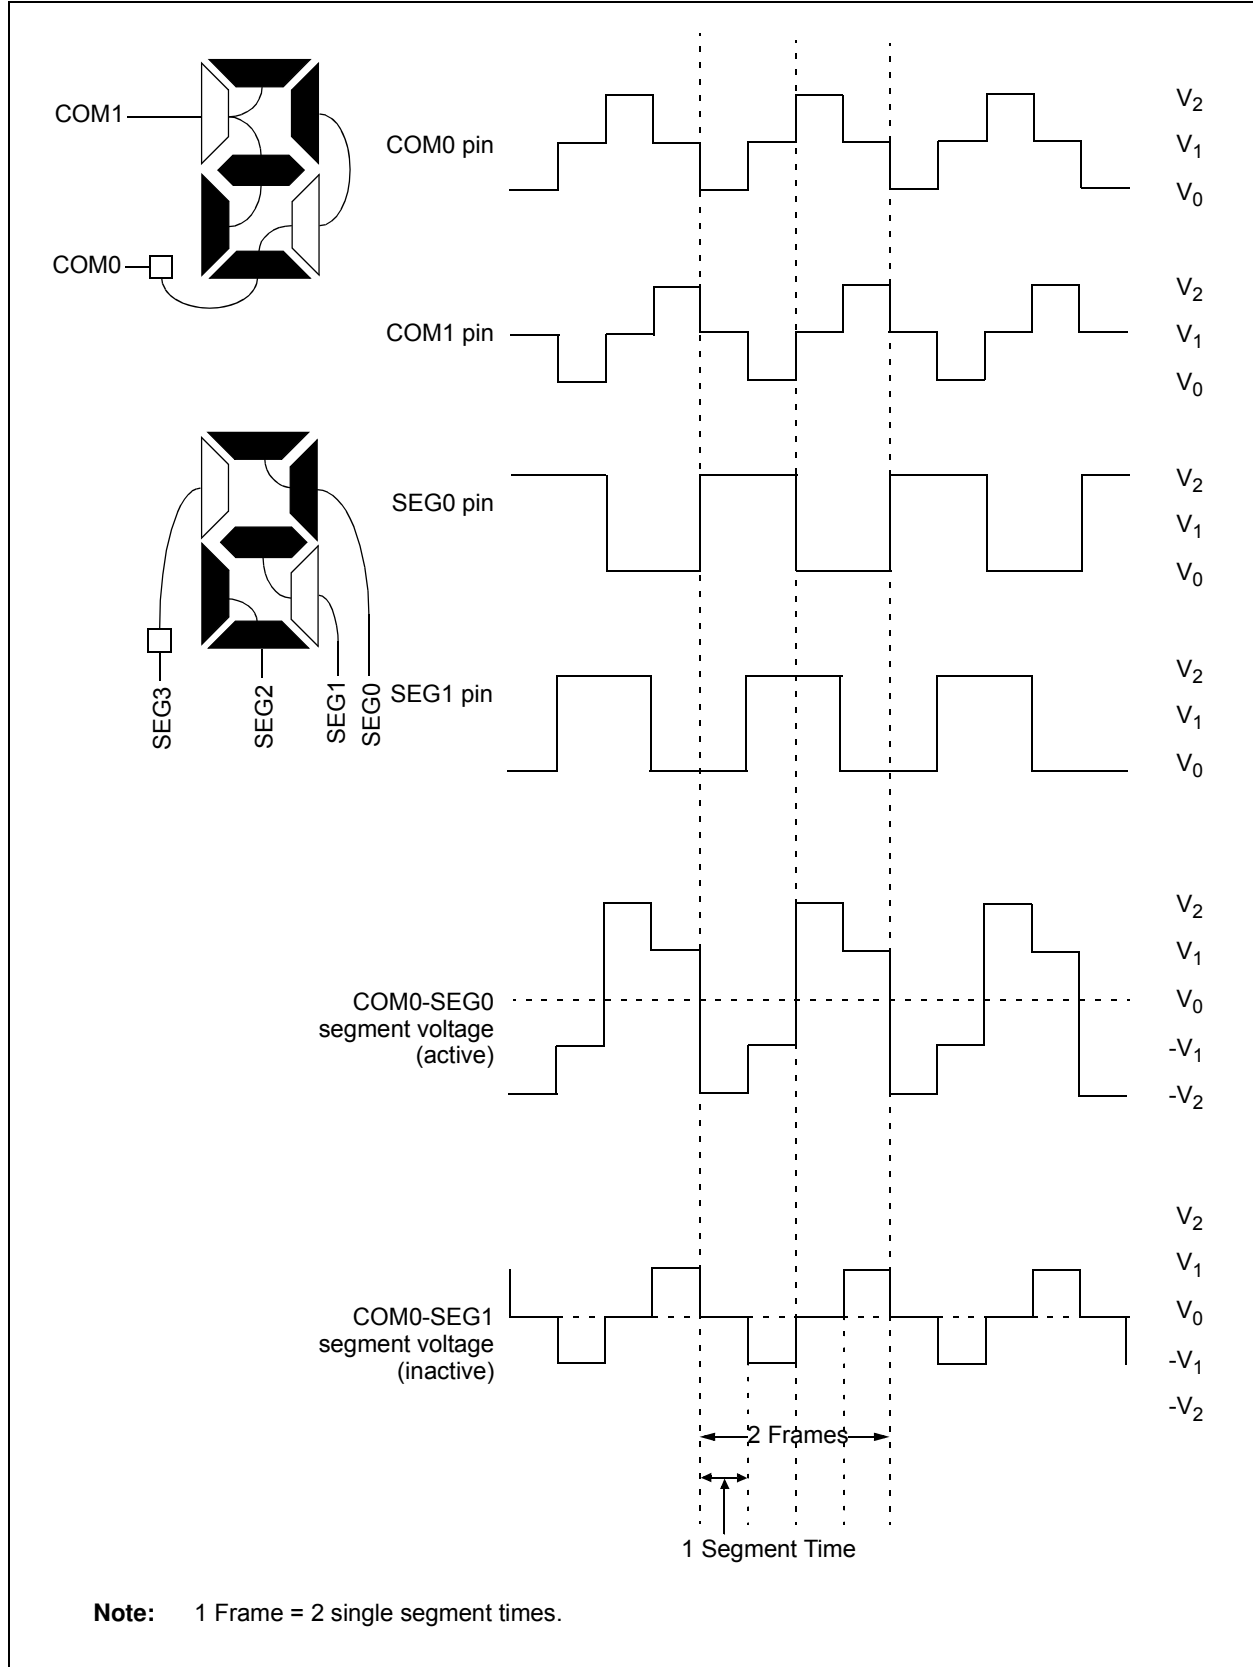 COM1
COM0
COM0 pin
V2
V1
V0
COM1 pin
V2
V1
V0
SEG0 pin
V2
V1
V0
SEG3
SEG2
SEG1
SEG0
SEG1 pin
V2
V1
V0
COM0-SEG0
segment voltage
(active)
V2
V1
V0
-V1
-V2
COM0-SEG1
segment voltage
(inactive)
V2
V1
V0
-V1
-V2
2 Frames
1 Segment Time
Note: 1 Frame = 2 single segment times.